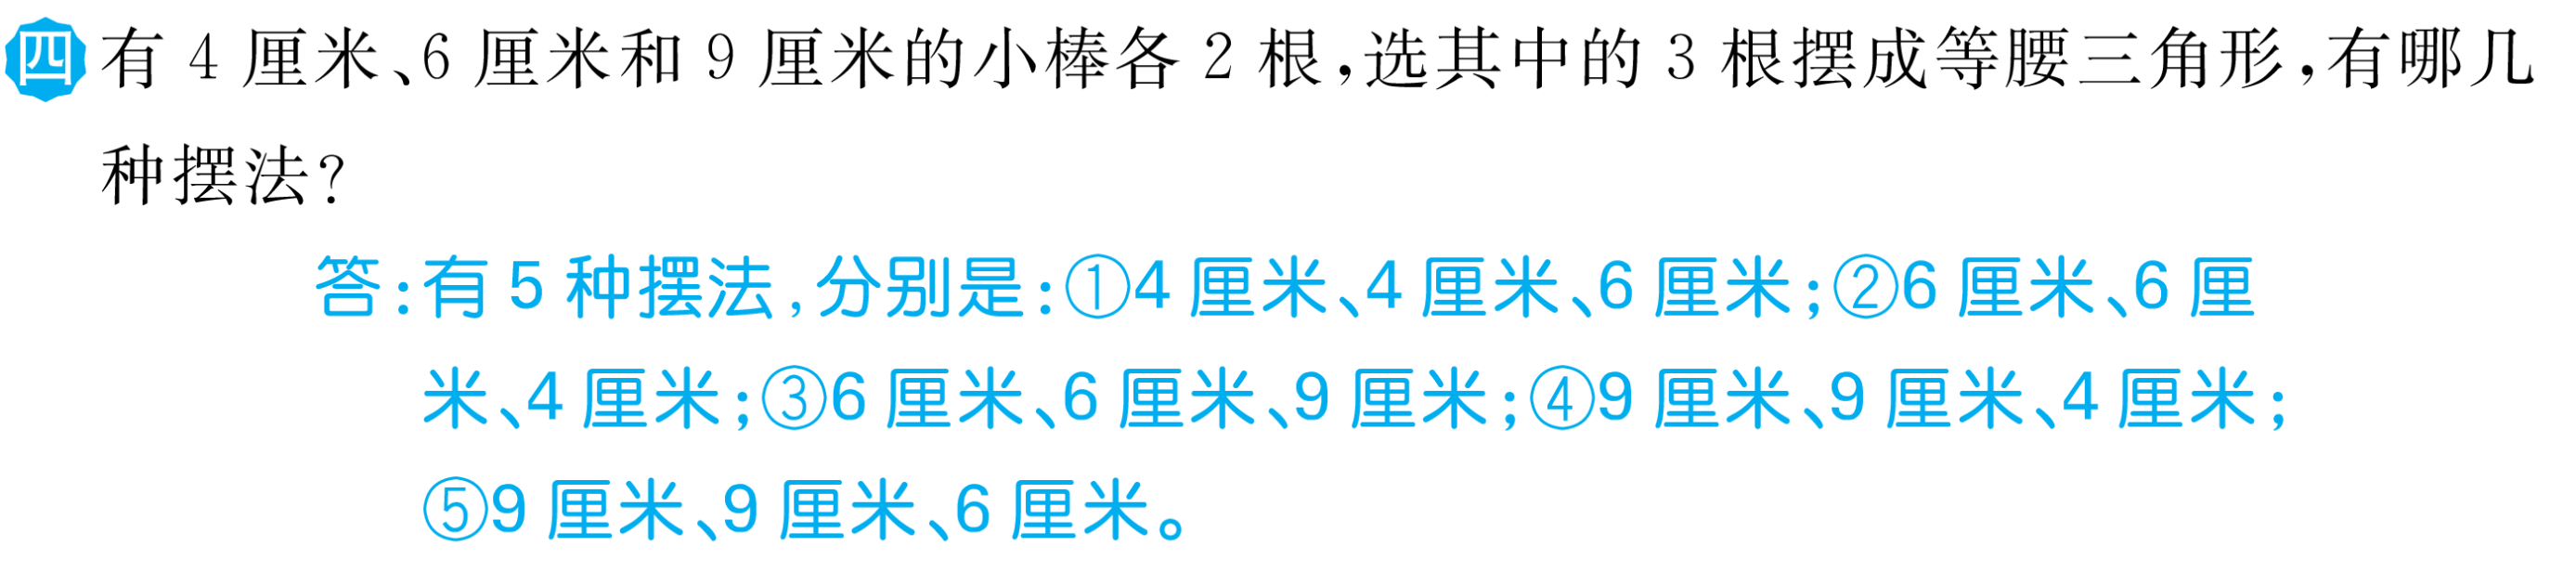 四 有 4 厘米、6 厘米和 9 厘米的小棒各 2 根,选其中的 3 根摆成等腰三角形,有哪几
种摆法?
答:有 5 种摆法,分别是:①4 厘米、4 厘米、6 厘米;②6 厘米、6 厘
米、4 厘米;③6 厘米、6 厘米、9 厘米;④9 厘米、9 厘米、4 厘米;
⑤9 厘米、9 厘米、6 厘米。